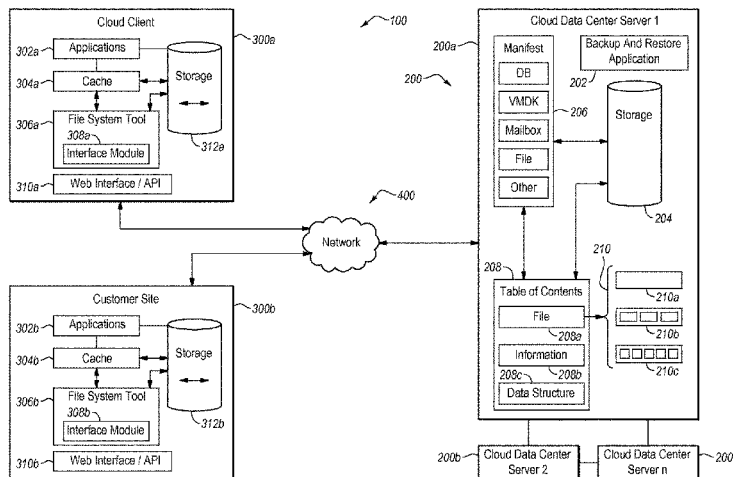 Cloud Client
300a
302a
Applications
304a
Cache
306a
File System Tool
308a
Interface Module
Storage
312a
310a
Web Interface / API
100
200
400
Network
Customer Site
300b
302b
Applications
304b
Cache
306b
File System Tool
308b
Interface Module
Storage
312b
310b
Web Interface / API
Cloud Data Center Server 1
200a
Manifest
DB
VMDK
Mailbox
File
Other
206
Backup And Restore
Application
202
Storage
204
208
Table of Contents
File
208a
Information
208b
208c
Data Structure
210
210a
210b
210c
200b
Cloud Data Center
Server 2
Cloud Data Center
Server n
200